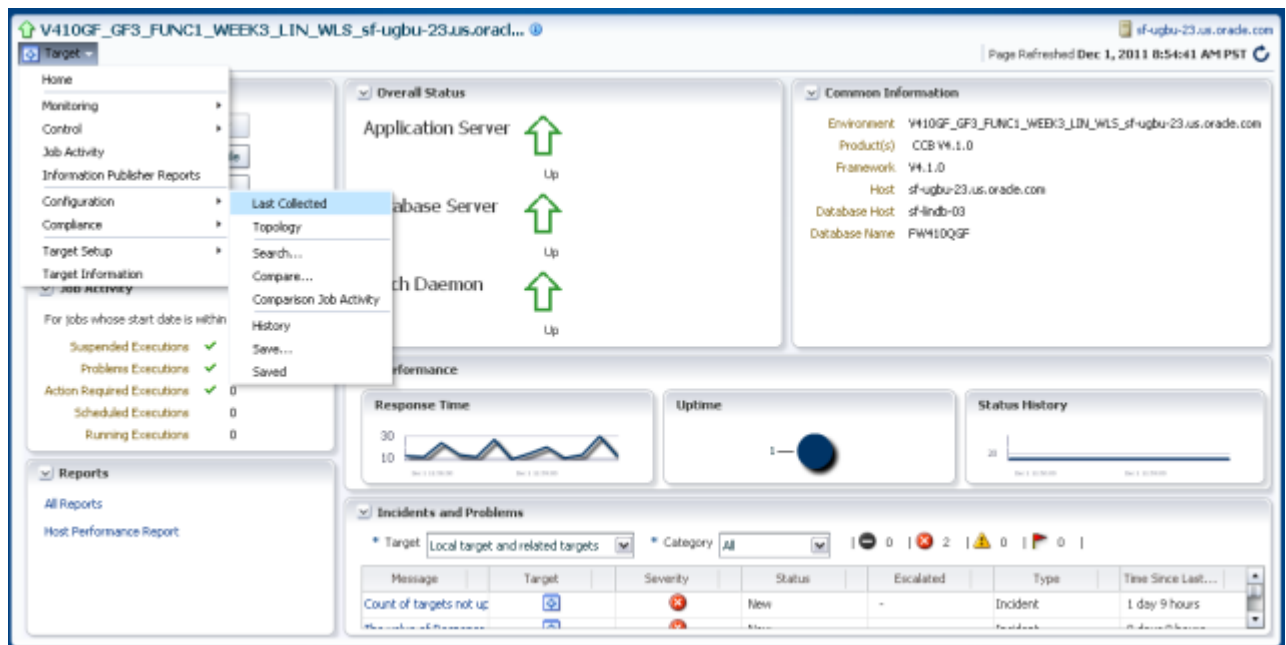 V410GF_GF3_FUNC1_WEEK3_LIN_WLS_sf-ugbu-23.us.oracl...
sf-ugbu-23.us.oracle.com
Target
Page Refreshed Dec 1, 2011 8:54:41 AM PST
Home
Monitoring
Control
Job Activity
Information Publisher Reports
Configuration
Compliance
Target Setup
Target Information
Last Collected
Topology
Search...
Compare...
Comparison Job Activity
History
Save...
Saved
Job Activity
For jobs whose start date is within
Suspended Executions
Problems Executions
Action Required Executions 0
Scheduled Executions 0
Running Executions 0
Reports
All Reports
Host Performance Report
Overall Status
Application Server
Up
abase Server
Up
ch Daemon
Up
Common Information
Environment V410GF_GF3_FUNC1_WEEK3_LIN_WLS_sf-ugbu-23.us.oracle.com
Product(s) CCB V4.1.0
Framework V4.1.0
Host sf-ugbu-23.us.oracle.com
Database Host sf-lindb-03
Database Name FW410QGF
erformance
Response Time
30
10
Uptime
1
Status History
20
Incidents and Problems
* Target Local target and related targets * Category All | 0 | 2 | 0 | 0 |
Message Target Severity Status Escalated Type Time Since Last...
Count of targets not up New - Incident 1 day 9 hours